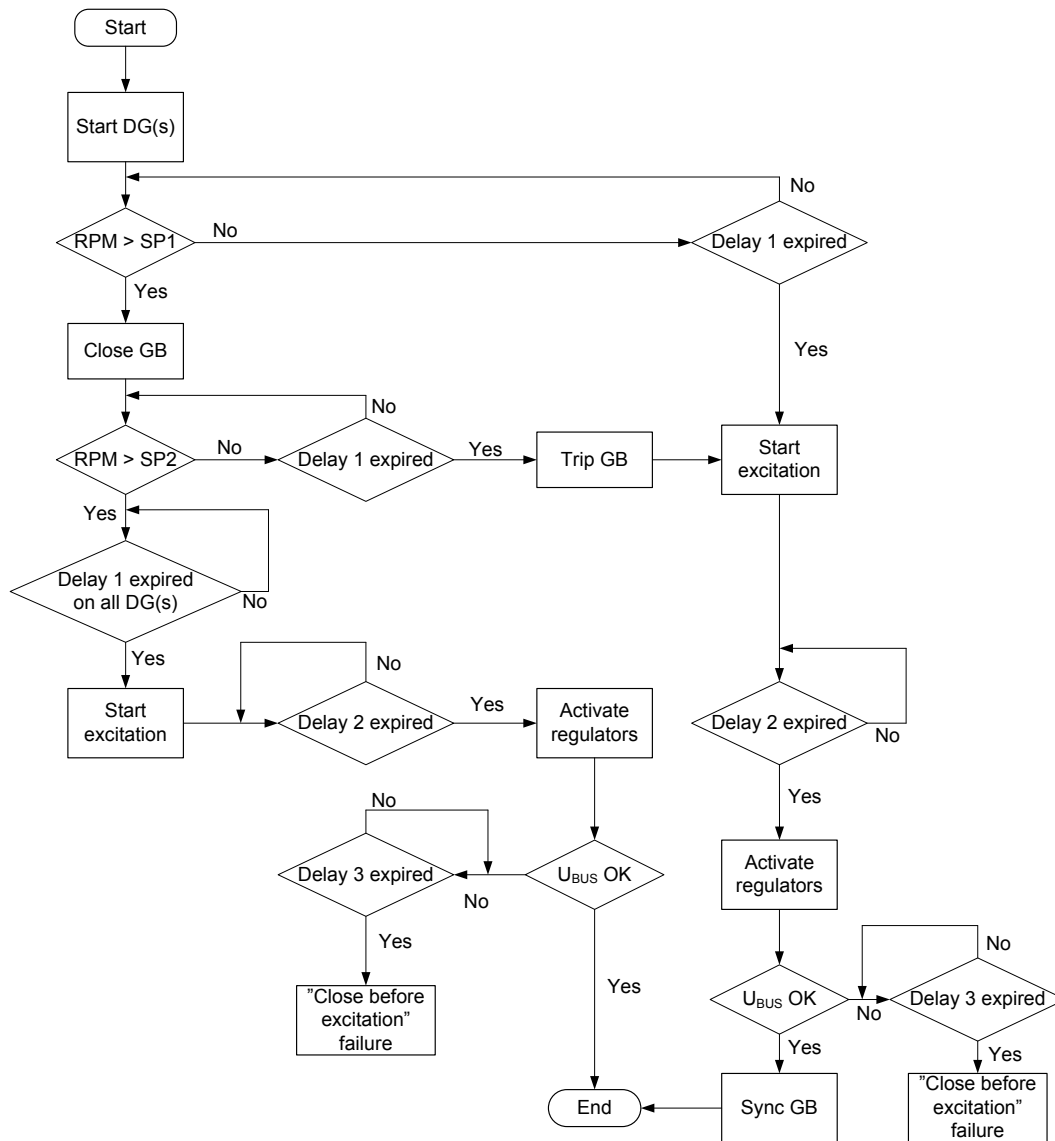 Start
Start DG(s)
No
RPM > SP1
No
Delay 1 expired
Yes
Close GB
Yes
No
RPM > SP2
No
Delay 1 expired
Yes
Trip GB
Start
excitation
Yes
Delay 1 expired
on all DG(s)
No
Yes
No
Start
excitation
Delay 2 expired
Yes
Activate
regulators
Delay 2 expired
No
Yes
No
Delay 3 expired
No
UBUS OK
Activate
regulators
Yes
No
Yes
UBUS OK
No
Delay 3 expired
"Close before
excitation"
failure
Yes
Yes
End
Sync GB
"Close before
excitation"
failure